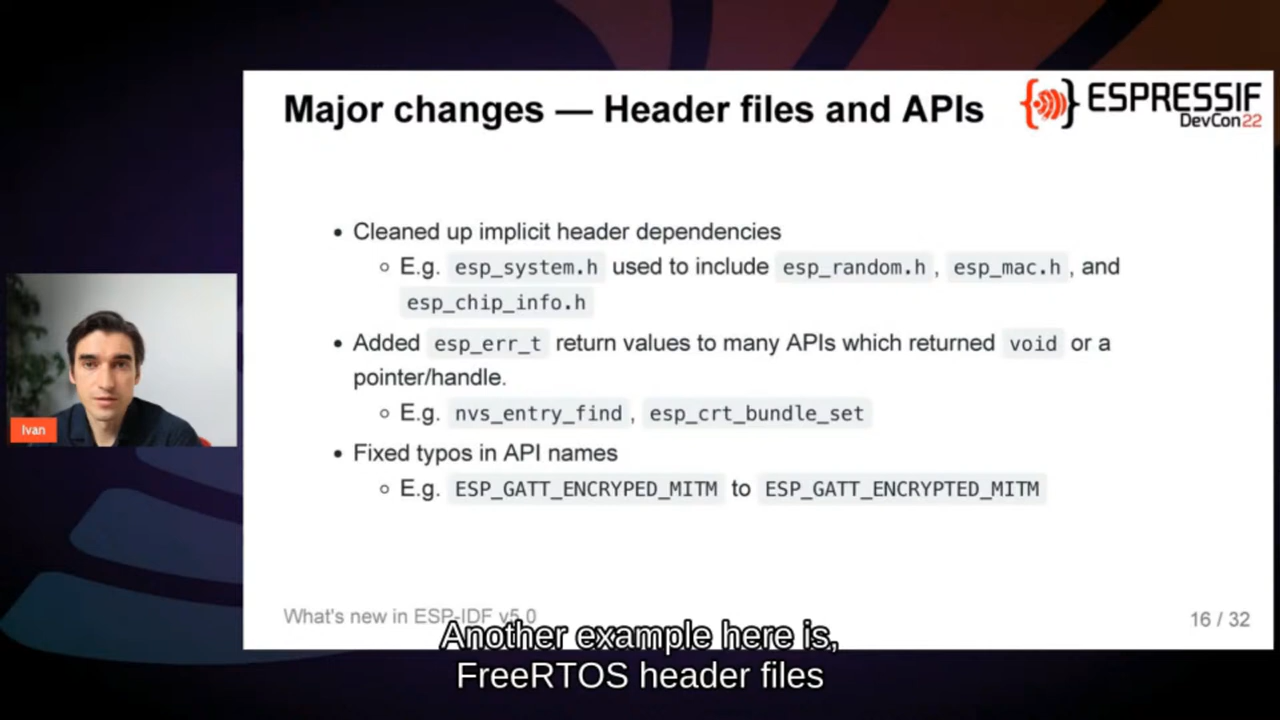 Major changes — Header files and APIs
{ } ESPRESSIF
DevCon22
• Cleaned up implicit header dependencies
◦ E.g. esp_system.h used to include esp_random.h, esp_mac.h, and
esp_chip_info.h
• Added esp_err_t return values to many APIs which returned void or a
pointer/handle.
◦ E.g. nvs_entry_find, esp_crt_bundle_set
• Fixed typos in API names
◦ E.g. ESP_GATT_ENCRYPED_MITM to ESP_GATT_ENCRYPTED_MITM
Ivan
What's new in ESP-IDF v5.0
16 / 32
Another example here is,
FreeRTOS header files